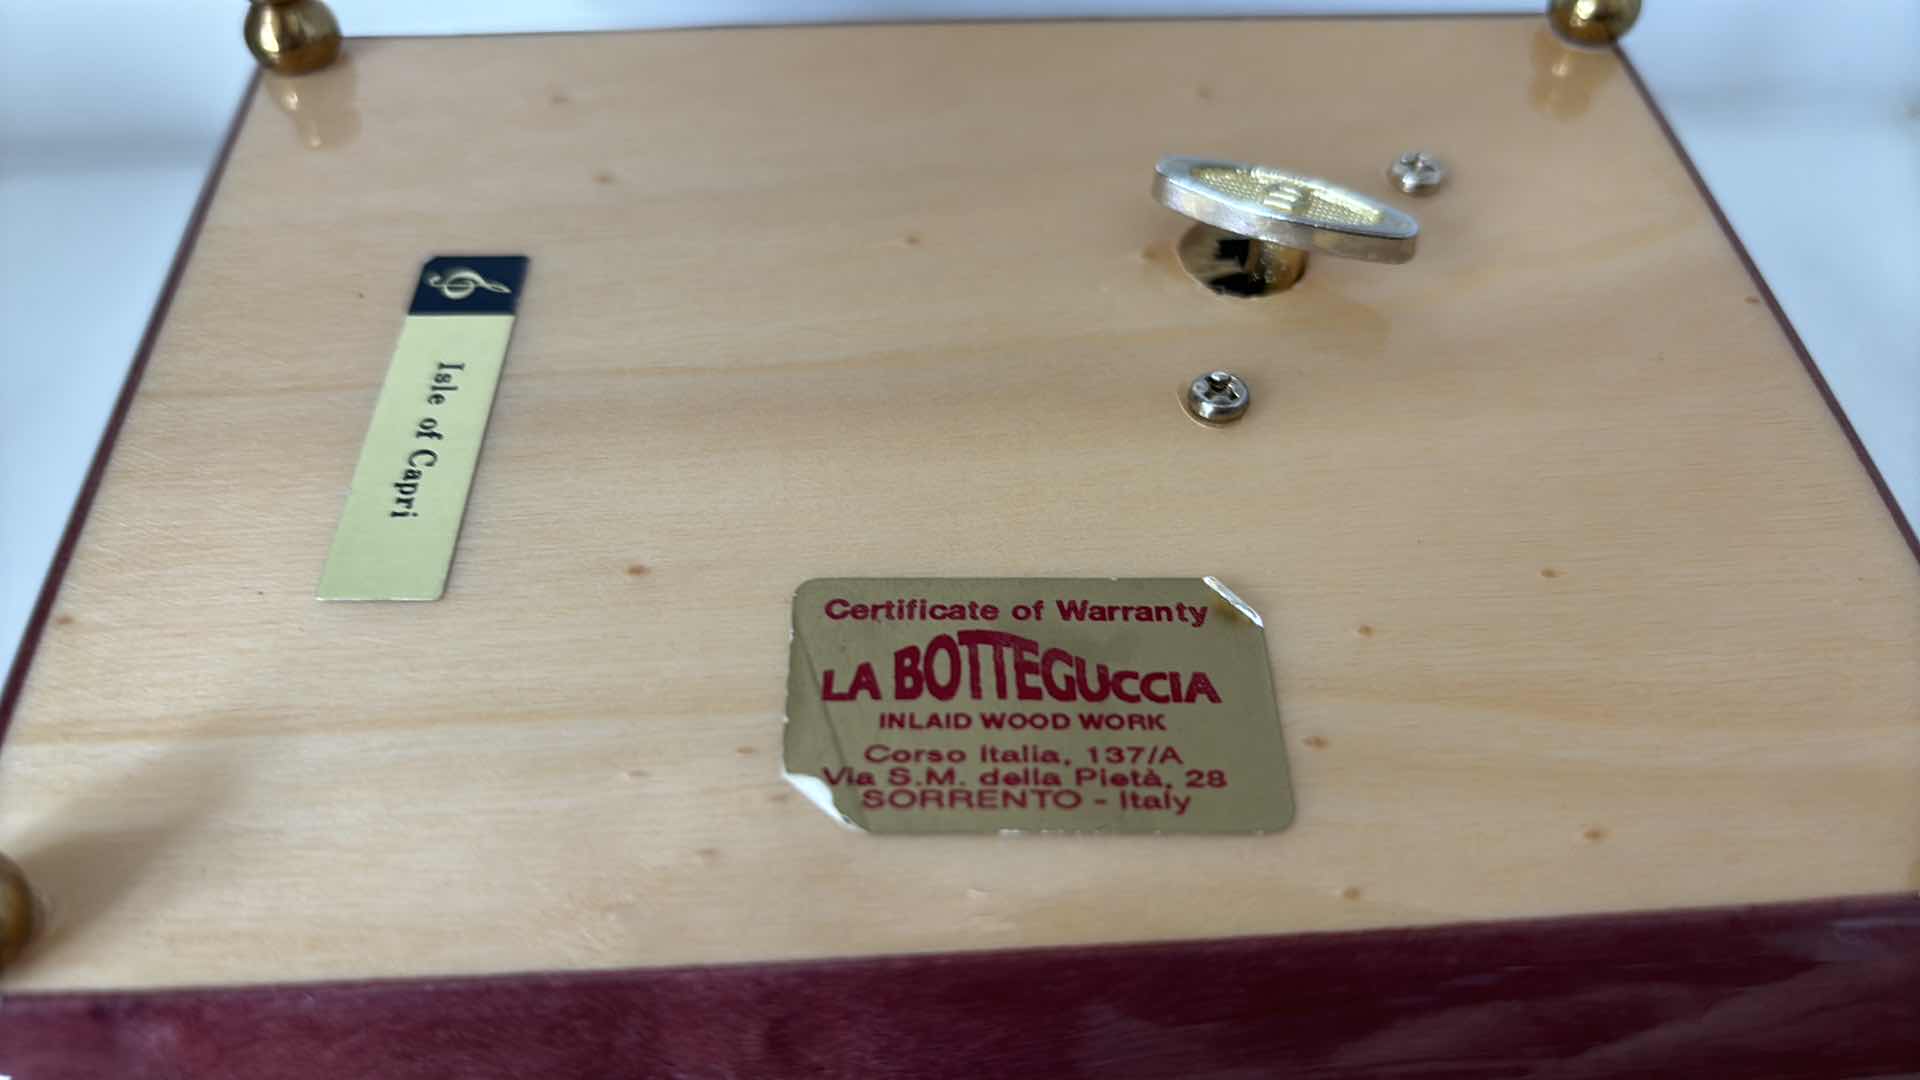 Isle of Capri
Certificate of Warranty
LA BOTTEGUCCIA
INLAID WOOD WORK
Corso Italia, 137/A
Via S.M. della Pietà, 28
SORRENTO - Italy